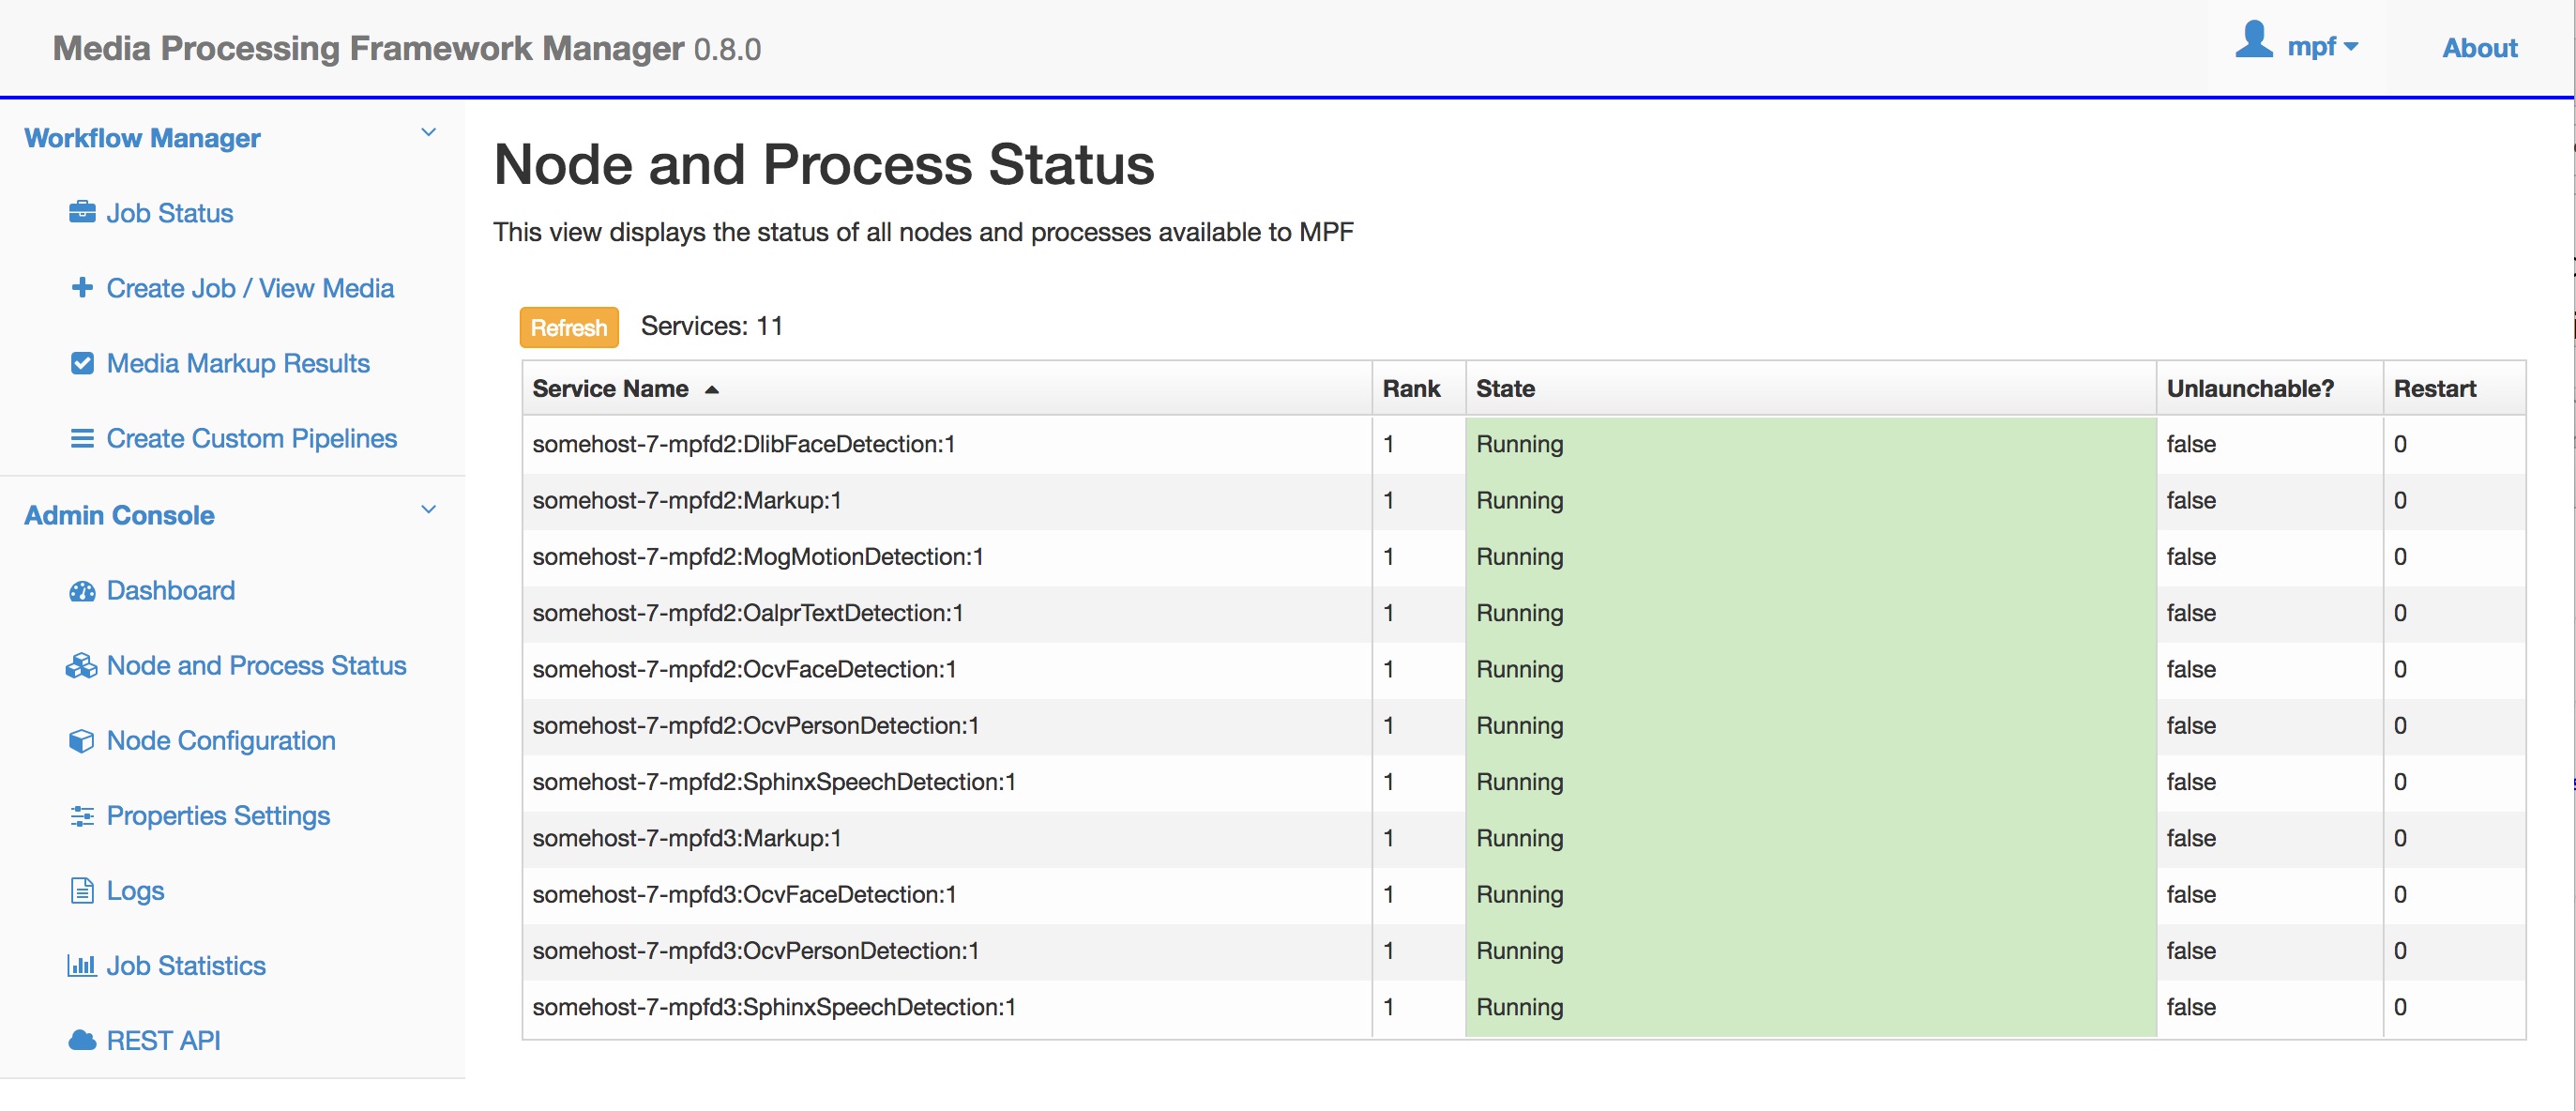 Media Processing Framework Manager 0.8.0
mpf
About
Workflow Manager
Job Status
Create Job / View Media
Media Markup Results
Create Custom Pipelines
Admin Console
Dashboard
Node and Process Status
Node Configuration
Properties Settings
Logs
Job Statistics
REST API
Node and Process Status
This view displays the status of all nodes and processes available to MPF
Refresh Services: 11
Service Name Rank State Unlaunchable? Restart
somehost-7-mpfd2:DlibFaceDetection:1 1 Running false 0
somehost-7-mpfd2:Markup:1 1 Running false 0
somehost-7-mpfd2:MogMotionDetection:1 1 Running false 0
somehost-7-mpfd2:OalprTextDetection:1 1 Running false 0
somehost-7-mpfd2:OcvFaceDetection:1 1 Running false 0
somehost-7-mpfd2:OcvPersonDetection:1 1 Running false 0
somehost-7-mpfd2:SphinxSpeechDetection:1 1 Running false 0
somehost-7-mpfd3:Markup:1 1 Running false 0
somehost-7-mpfd3:OcvFaceDetection:1 1 Running false 0
somehost-7-mpfd3:OcvPersonDetection:1 1 Running false 0
somehost-7-mpfd3:SphinxSpeechDetection:1 1 Running false 0